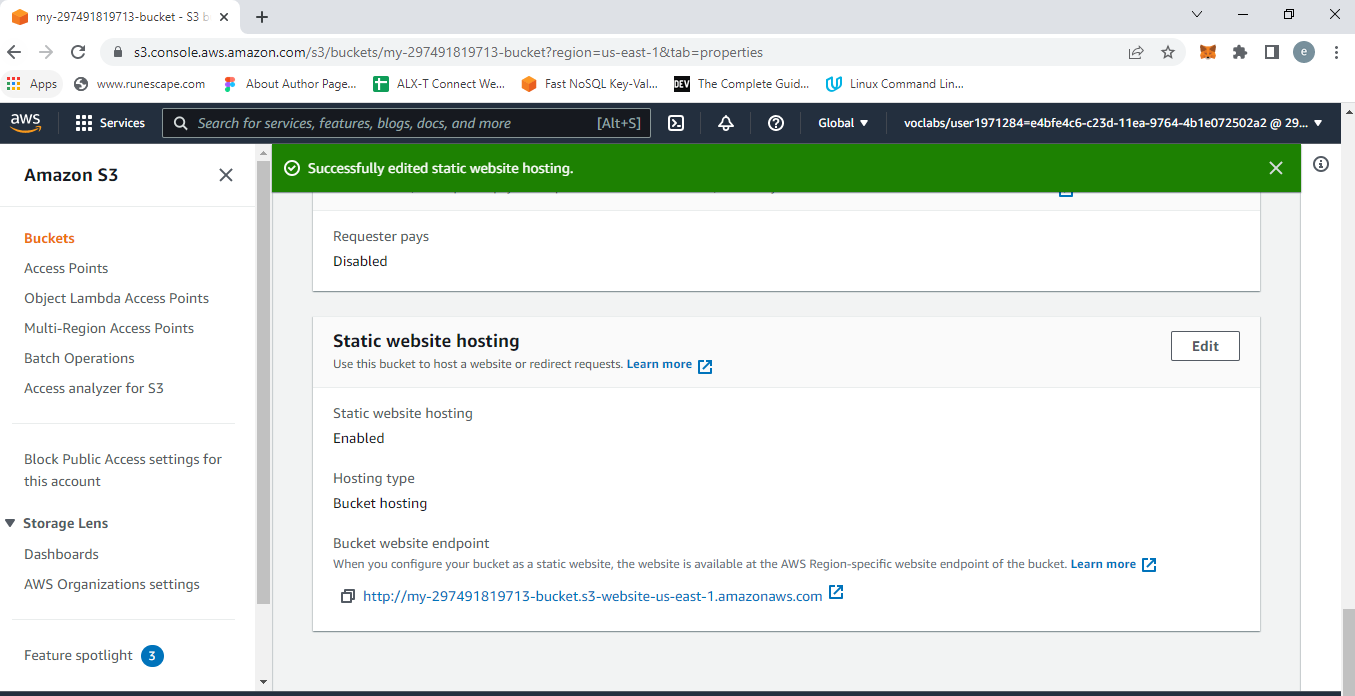 my-297491819713-bucket - S3 b
s3.console.aws.amazon.com/s3/buckets/my-297491819713-bucket?region=us-east-1&tab=properties
e
Apps
www.runescape.com
About Author Page...
ALX-T Connect We...
Fast NoSQL Key-Val...
DEV
The Complete Guid...
Linux Command Lin...
aws
Services
Search for services, features, blogs, docs, and more
[Alt+S]
Global
voclabs/user1971284=e4bfe4c6-c23d-11ea-9764-4b1e072502a2 @ 29...
Amazon S3
Successfully edited static website hosting.
Buckets
Access Points
Object Lambda Access Points
Multi-Region Access Points
Batch Operations
Access analyzer for S3
Block Public Access settings for
this account
Storage Lens
Dashboards
AWS Organizations settings
Feature spotlight 3
Requester pays
Disabled
Static website hosting
Edit
Use this bucket to host a website or redirect requests. Learn more
Static website hosting
Enabled
Hosting type
Bucket hosting
Bucket website endpoint
When you configure your bucket as a static website, the website is available at the AWS Region-specific website endpoint of the bucket. Learn more
http://my-297491819713-bucket.s3-website-us-east-1.amazonaws.com